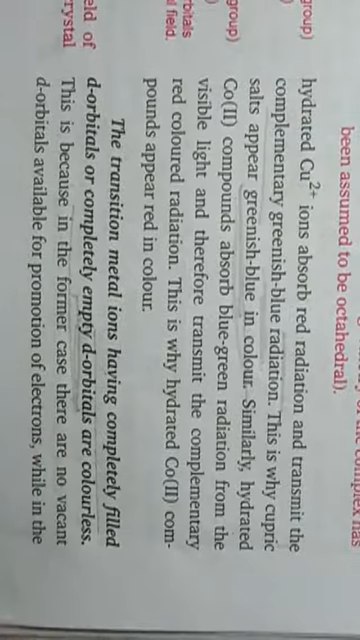 been assumed to be octahedral).
hydrated Cu²⁺ ions absorb red radiation and transmit the
complementary greenish-blue radiation. This is why cupric
salts appear greenish-blue in colour. Similarly, hydrated
Co(II) compounds absorb blue-green radiation from the
visible light and therefore transmit the complementary
red coloured radiation. This is why hydrated Co(II) com-
pounds appear red in colour.
The transition metal ions having completely filled
d-orbitals or completely empty d-orbitals are colourless.
This is because in the former case there are no vacant
d-orbitals available for promotion of electrons, while in the
group)
group)
field.
of